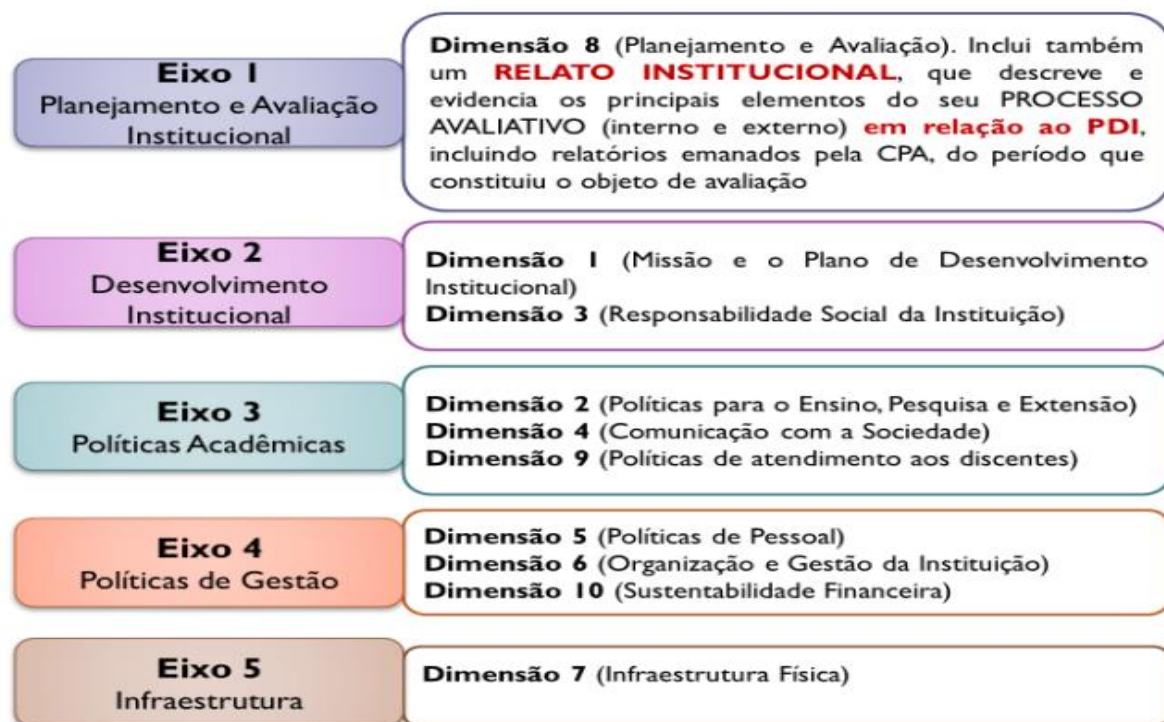 Eixo 1
Planejamento e Avaliação
Institucional
Dimensão 8 (Planejamento e Avaliação). Inclui também
um RELATO INSTITUCIONAL, que descreve e
evidencia os principais elementos do seu PROCESSO
AVALIATIVO (interno e externo) em relação ao PDI,
incluindo relatórios emanados pela CPA, do período que
constituiu o objeto de avaliação
Eixo 2
Desenvolvimento
Institucional
Dimensão 1 (Missão e o Plano de Desenvolvimento
Institucional)
Dimensão 3 (Responsabilidade Social da Instituição)
Eixo 3
Políticas Acadêmicas
Dimensão 2 (Políticas para o Ensino, Pesquisa e Extensão)
Dimensão 4 (Comunicação com a Sociedade)
Dimensão 9 (Políticas de atendimento aos discentes)
Eixo 4
Políticas de Gestão
Dimensão 5 (Políticas de Pessoal)
Dimensão 6 (Organização e Gestão da Instituição)
Dimensão 10 (Sustentabilidade Financeira)
Eixo 5
Infraestrutura
Dimensão 7 (Infraestrutura Física)